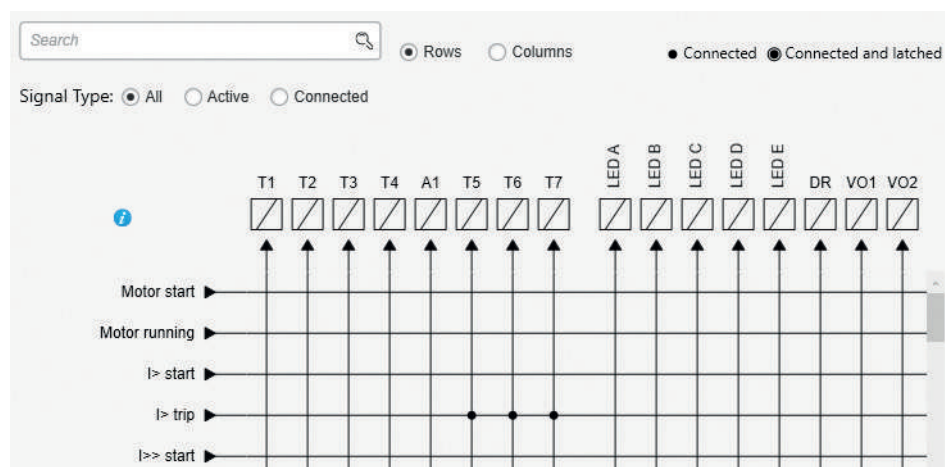 Search
Rows Columns Connected Connected and latched
Signal Type: All Active Connected
T1 T2 T3 T4 A1 T5 T6 T7 LED A LED B LED C LED D LED E DR VO1 VO2
i
Motor start
Motor running
I> start
I> trip
I>> start